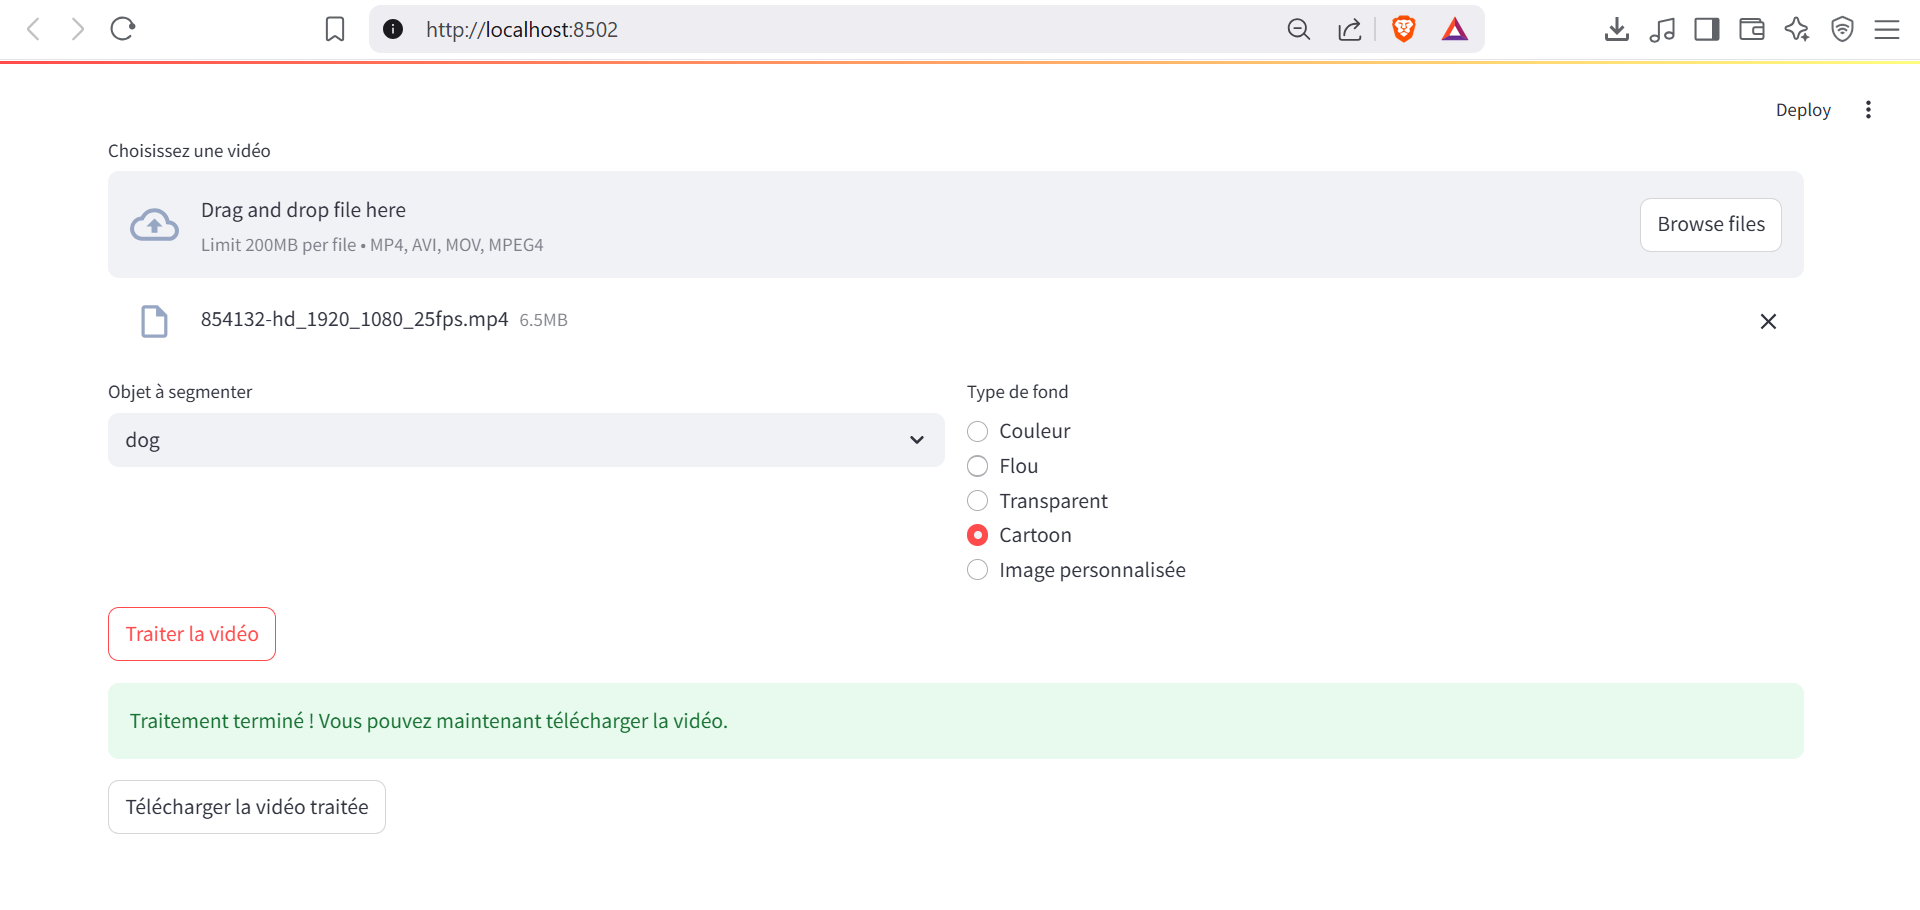 http://localhost:8502
Deploy
Choisissez une vidéo
Drag and drop file here
Limit 200MB per file • MP4, AVI, MOV, MPEG4
Browse files
854132-hd_1920_1080_25fps.mp4 6.5MB
Objet à segmenter
dog
Type de fond
Couleur
Flou
Transparent
Cartoon
Image personnalisée
Traiter la vidéo
Traitement terminé ! Vous pouvez maintenant télécharger la vidéo.
Télécharger la vidéo traitée